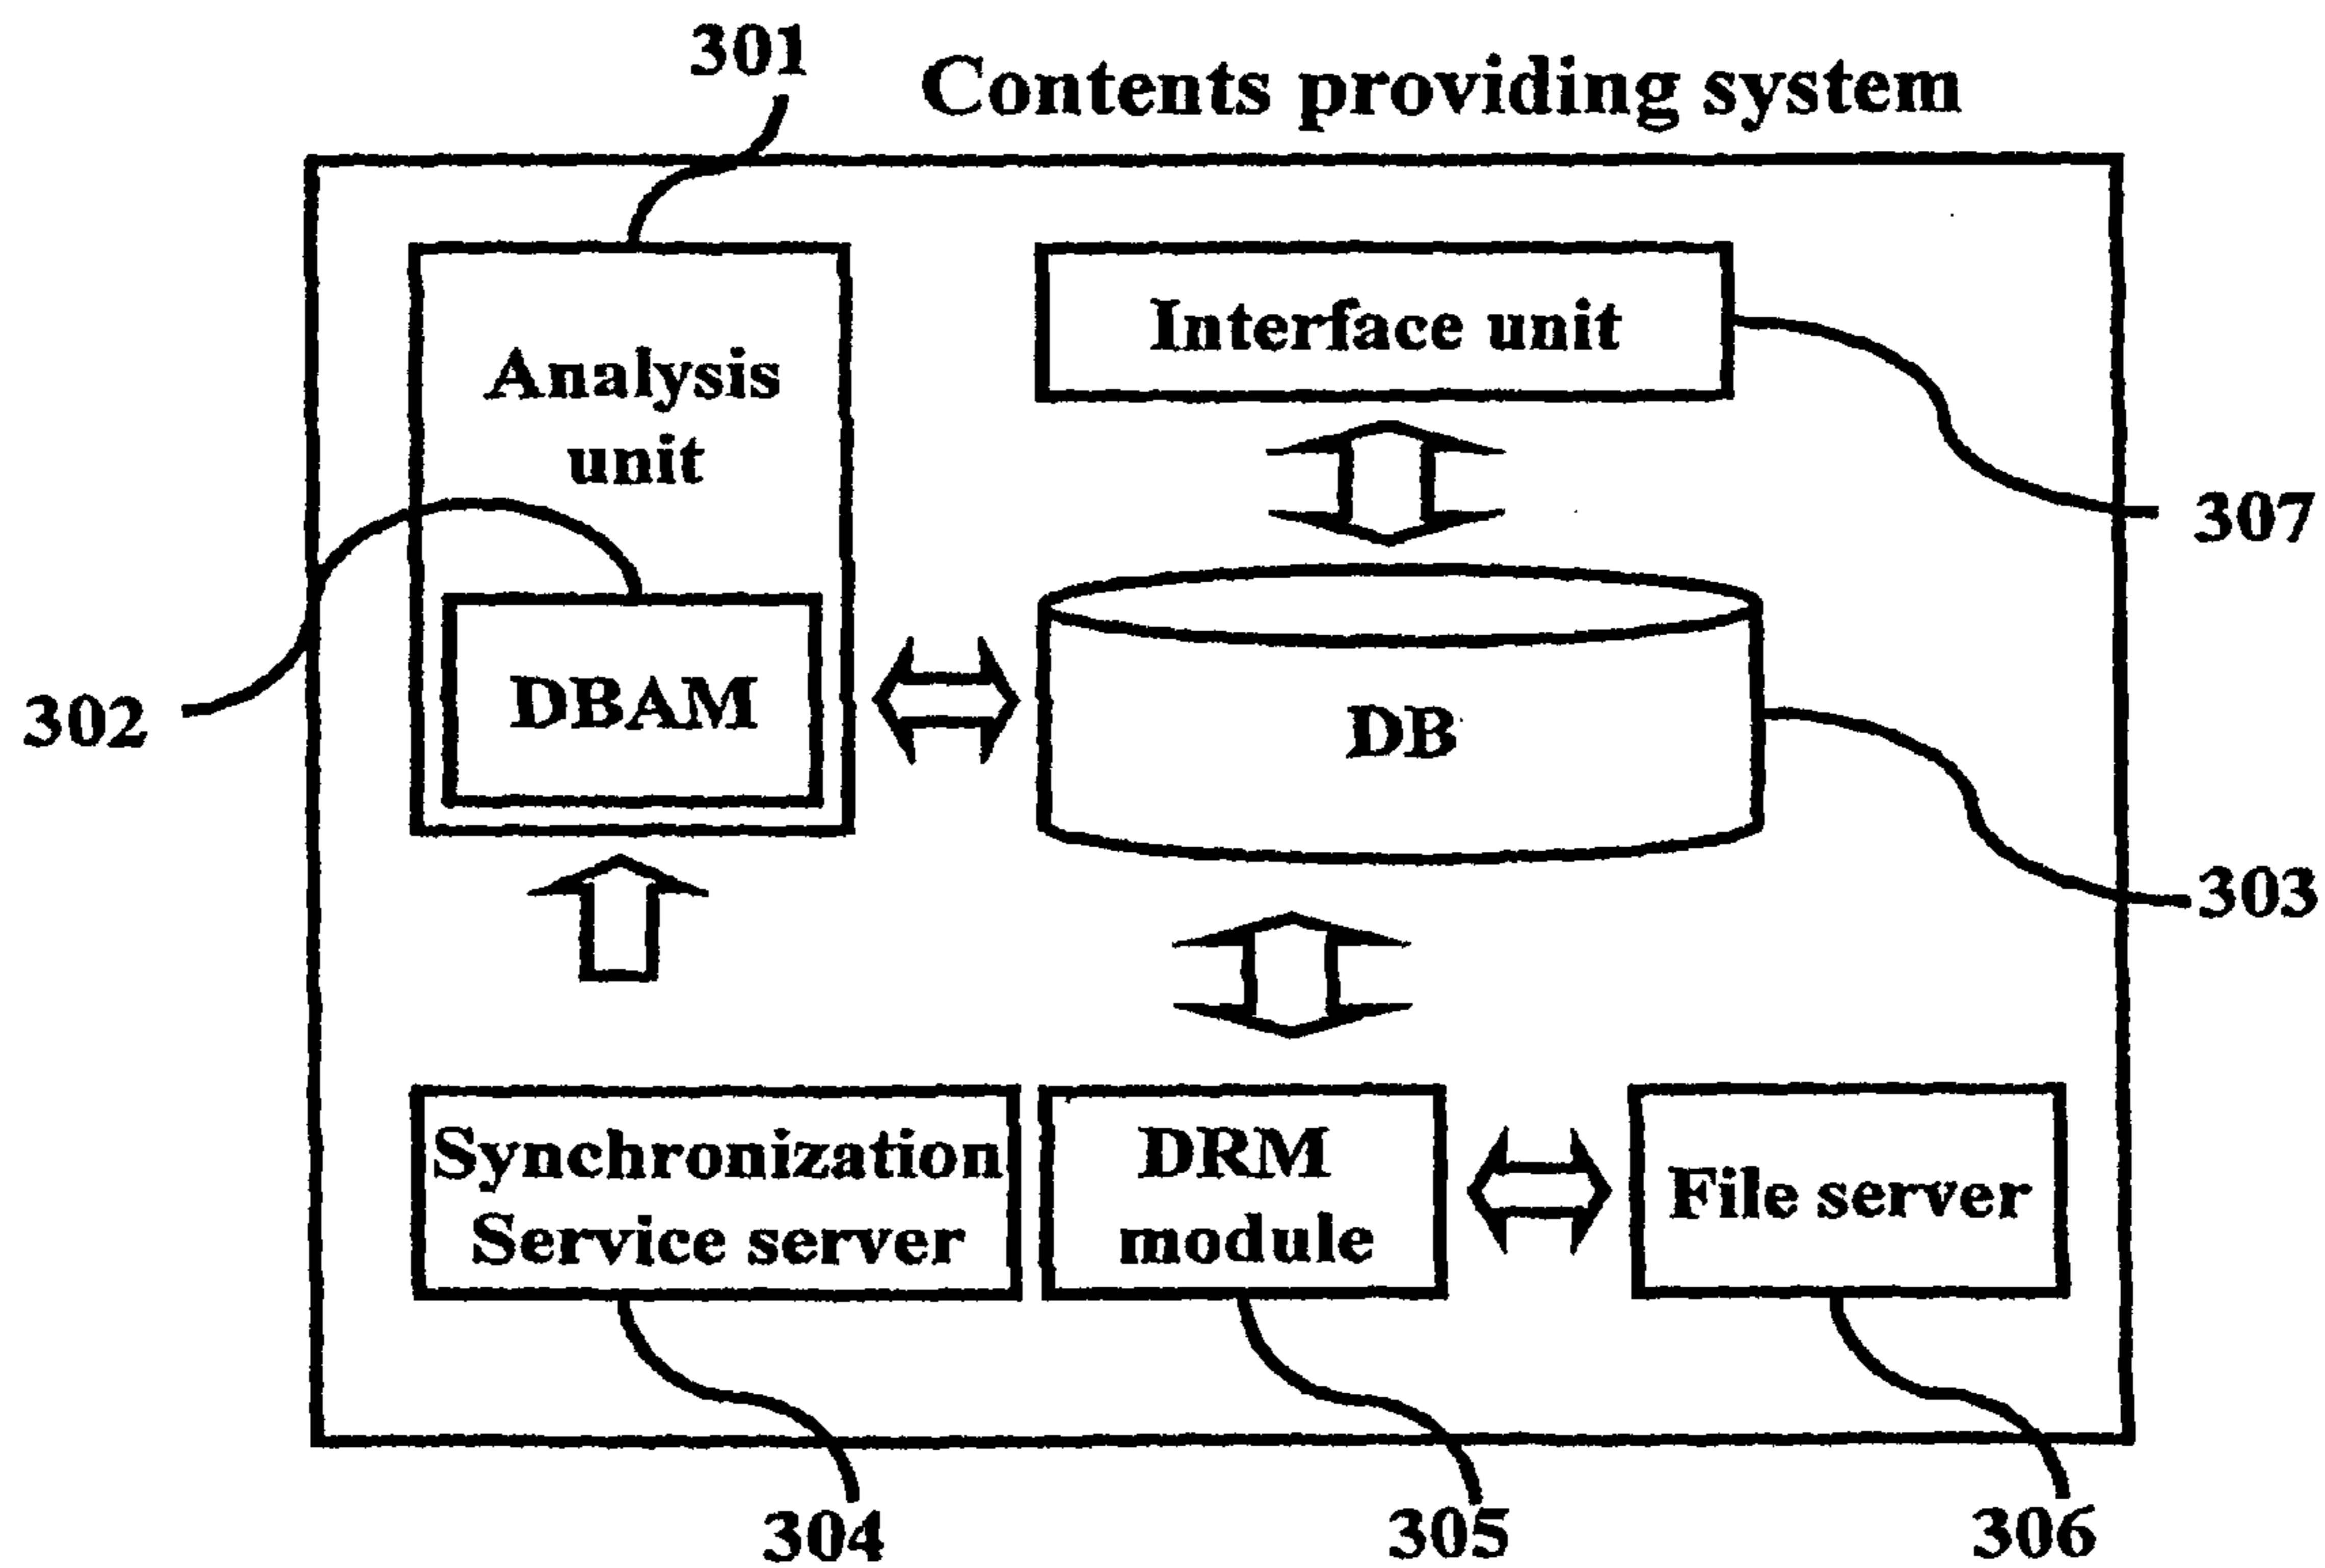 301
Contents providing system
Interface unit
Analysis
unit
307
DBAM
302
DB
303
Synchronization
Service server
DRM
module
File server
304
305
306